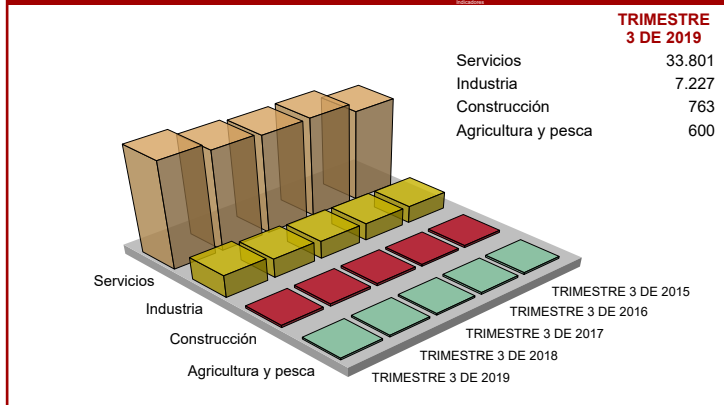 Indicadores
TRIMESTRE
3 DE 2019
Servicios 33.801
Industria 7.227
Construcción 763
Agricultura y pesca 600
Servicios
Industria
Construcción
Agricultura y pesca
TRIMESTRE 3 DE 2015
TRIMESTRE 3 DE 2016
TRIMESTRE 3 DE 2017
TRIMESTRE 3 DE 2018
TRIMESTRE 3 DE 2019